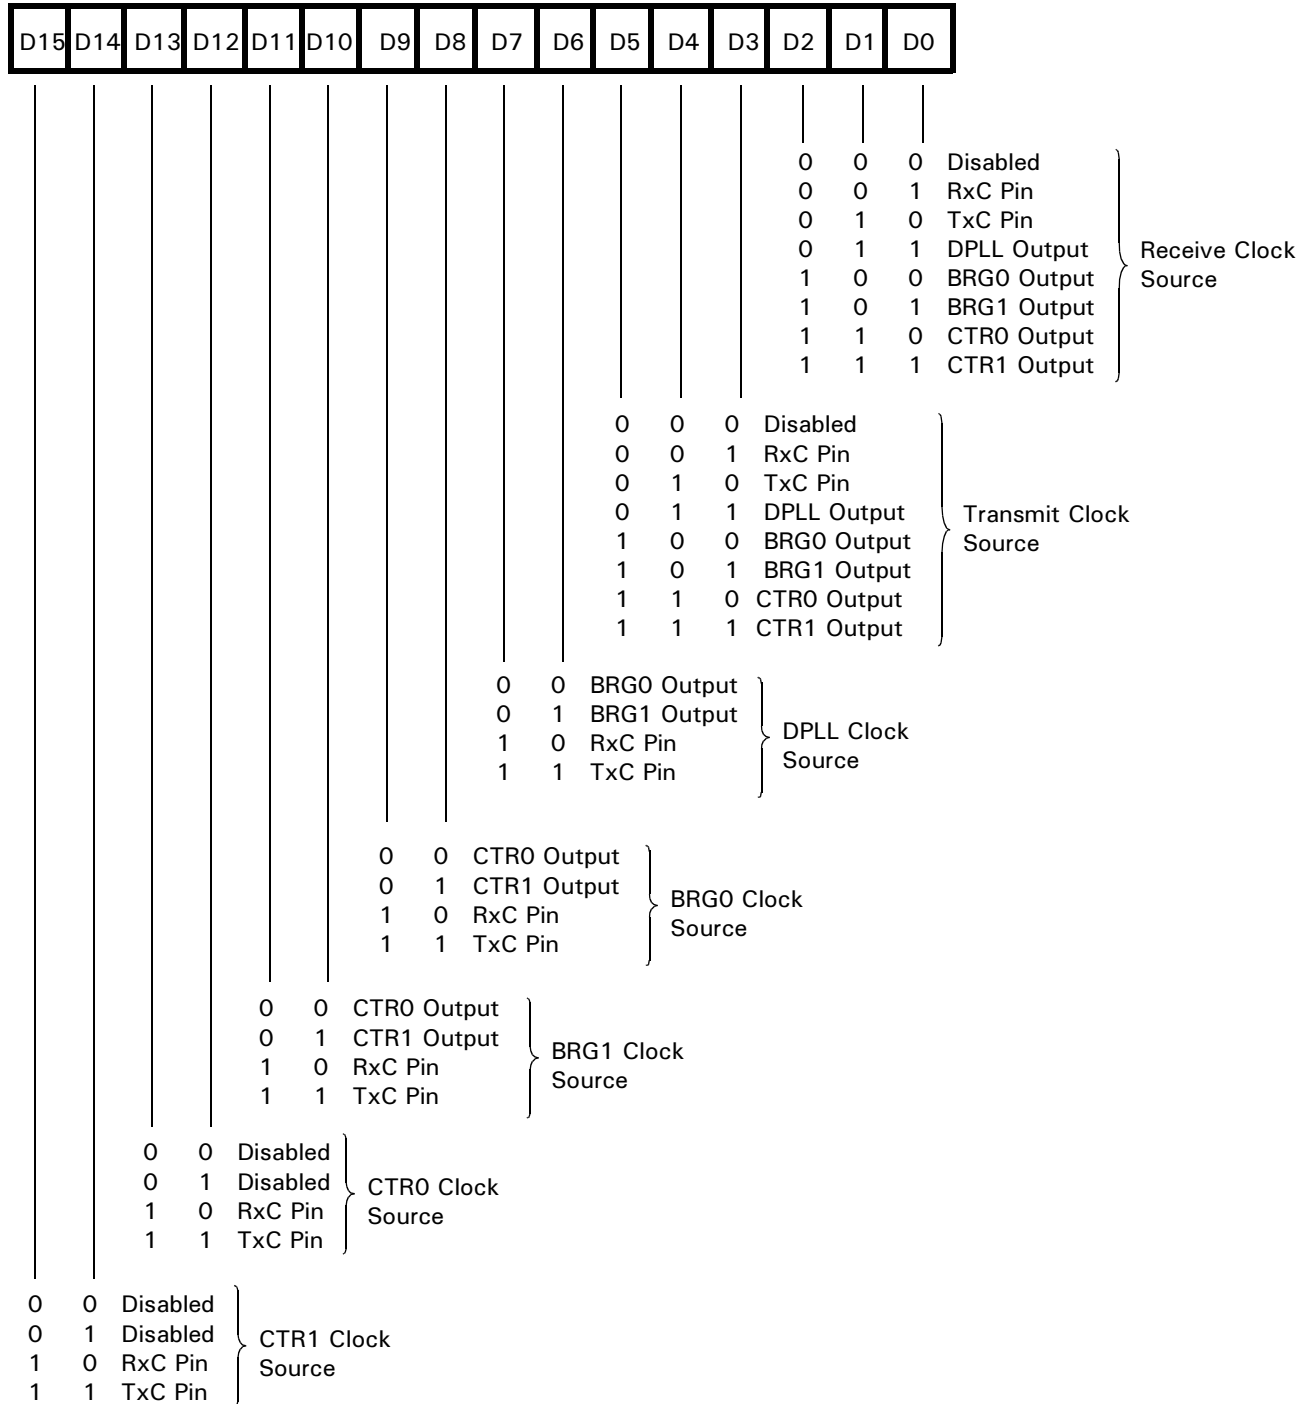 D15 D14 D13 D12 D11 D10 D9 D8 D7 D6 D5 D4 D3 D2 D1 D0
0 0 0 Disabled
0 0 1 RxC Pin
0 1 0 TxC Pin
0 1 1 DPLL Output
1 0 0 BRG0 Output
1 0 1 BRG1 Output
1 1 0 CTR0 Output
1 1 1 CTR1 Output
Receive Clock
Source
0 0 0 Disabled
0 0 1 RxC Pin
0 1 0 TxC Pin
0 1 1 DPLL Output
1 0 0 BRG0 Output
1 0 1 BRG1 Output
1 1 0 CTR0 Output
1 1 1 CTR1 Output
Transmit Clock
Source
0 0 BRG0 Output
0 1 BRG1 Output
1 0 RxC Pin
1 1 TxC Pin
DPLL Clock
Source
0 0 CTR0 Output
0 1 CTR1 Output
1 0 RxC Pin
1 1 TxC Pin
BRG0 Clock
Source
0 0 CTR0 Output
0 1 CTR1 Output
1 0 RxC Pin
1 1 TxC Pin
BRG1 Clock
Source
0 0 Disabled
0 1 Disabled
1 0 RxC Pin
1 1 TxC Pin
CTR0 Clock
Source
0 0 Disabled
0 1 Disabled
1 0 RxC Pin
1 1 TxC Pin
CTR1 Clock
Source